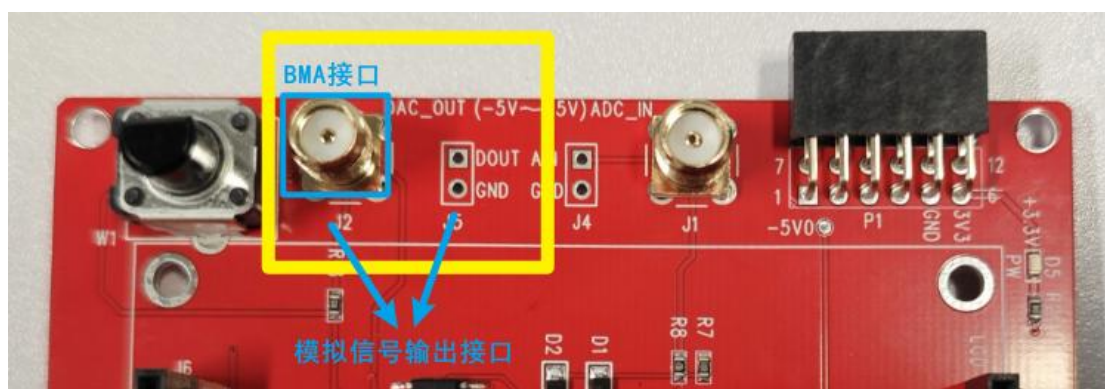 BMA接口
DAC_OUT (-5V～ 5V) ADC_IN
DOUT
GND
J2
J5
J4
J1
W1
7
12
1
6
P1
-5V0
GND
3V3
+3.3V
D5
PW
R8
R7
D2
D1
J6
模拟信号输出接口